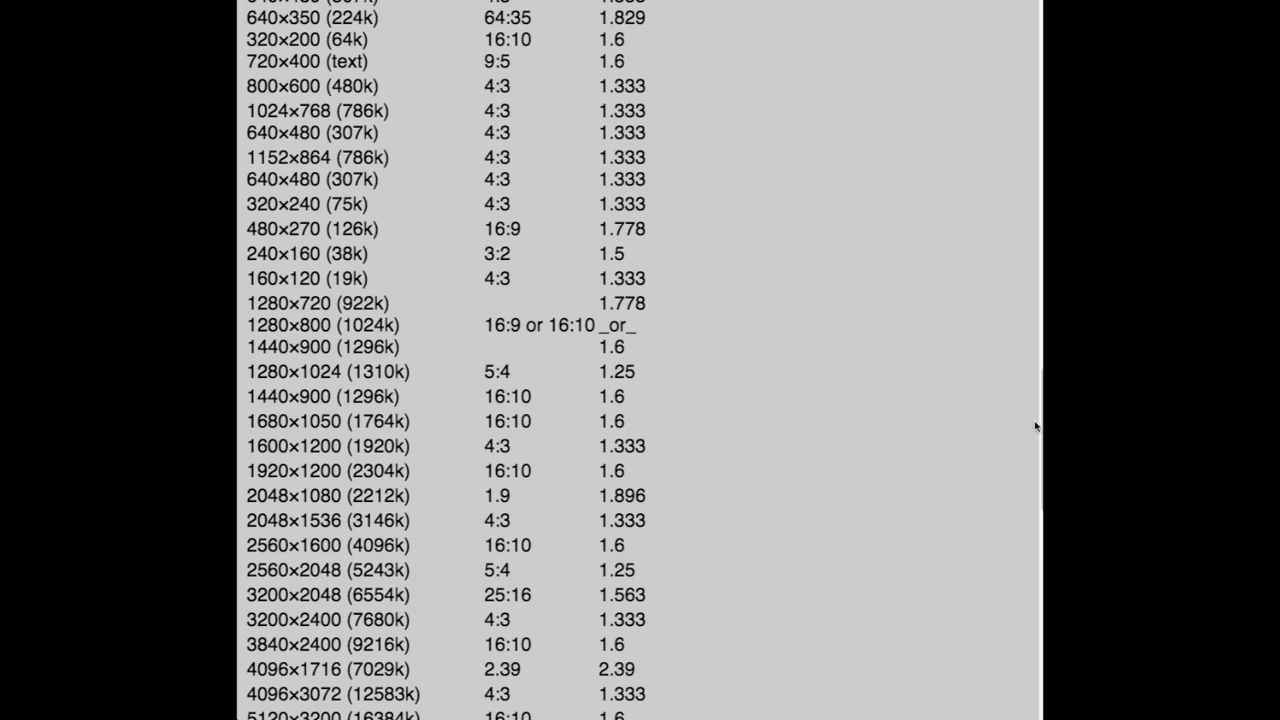 640×350 (224k) 64:35 1.829
320×200 (64k) 16:10 1.6
720×400 (text) 9:5 1.6
800×600 (480k) 4:3 1.333
1024×768 (786k) 4:3 1.333
640×480 (307k) 4:3 1.333
1152×864 (786k) 4:3 1.333
640×480 (307k) 4:3 1.333
320×240 (75k) 4:3 1.333
480×270 (126k) 16:9 1.778
240×160 (38k) 3:2 1.5
160×120 (19k) 4:3 1.333
1280×720 (922k) 1.778
1280×800 (1024k) 16:9 or 16:10 _or_
1440×900 (1296k) 1.6
1280×1024 (1310k) 5:4 1.25
1440×900 (1296k) 16:10 1.6
1680×1050 (1764k) 16:10 1.6
1600×1200 (1920k) 4:3 1.333
1920×1200 (2304k) 16:10 1.6
2048×1080 (2212k) 1.9 1.896
2048×1536 (3146k) 4:3 1.333
2560×1600 (4096k) 16:10 1.6
2560×2048 (5243k) 5:4 1.25
3200×2048 (6554k) 25:16 1.563
3200×2400 (7680k) 4:3 1.333
3840×2400 (9216k) 16:10 1.6
4096×1716 (7029k) 2.39 2.39
4096×3072 (12583k) 4:3 1.333
5120×3200 (16384k) 16:10 1.6